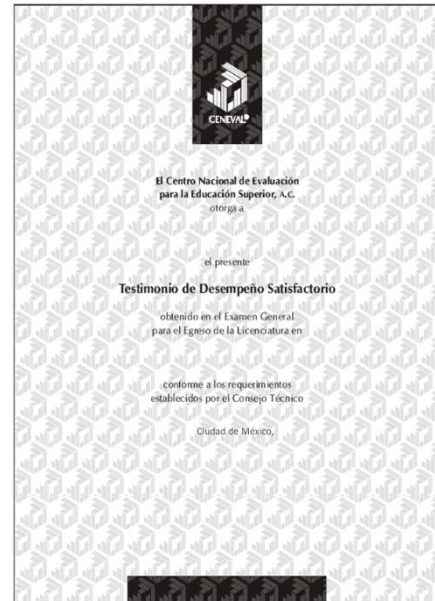 CENEVAL®
El Centro Nacional de Evaluación
para la Educación Superior, A.C.
otorga a
el presente
Testimonio de Desempeño Satisfactorio
obtenido en el Examen General
para el Egreso de la Licenciatura en
conforme a los requerimientos
establecidos por el Consejo Técnico
Ciudad de México,